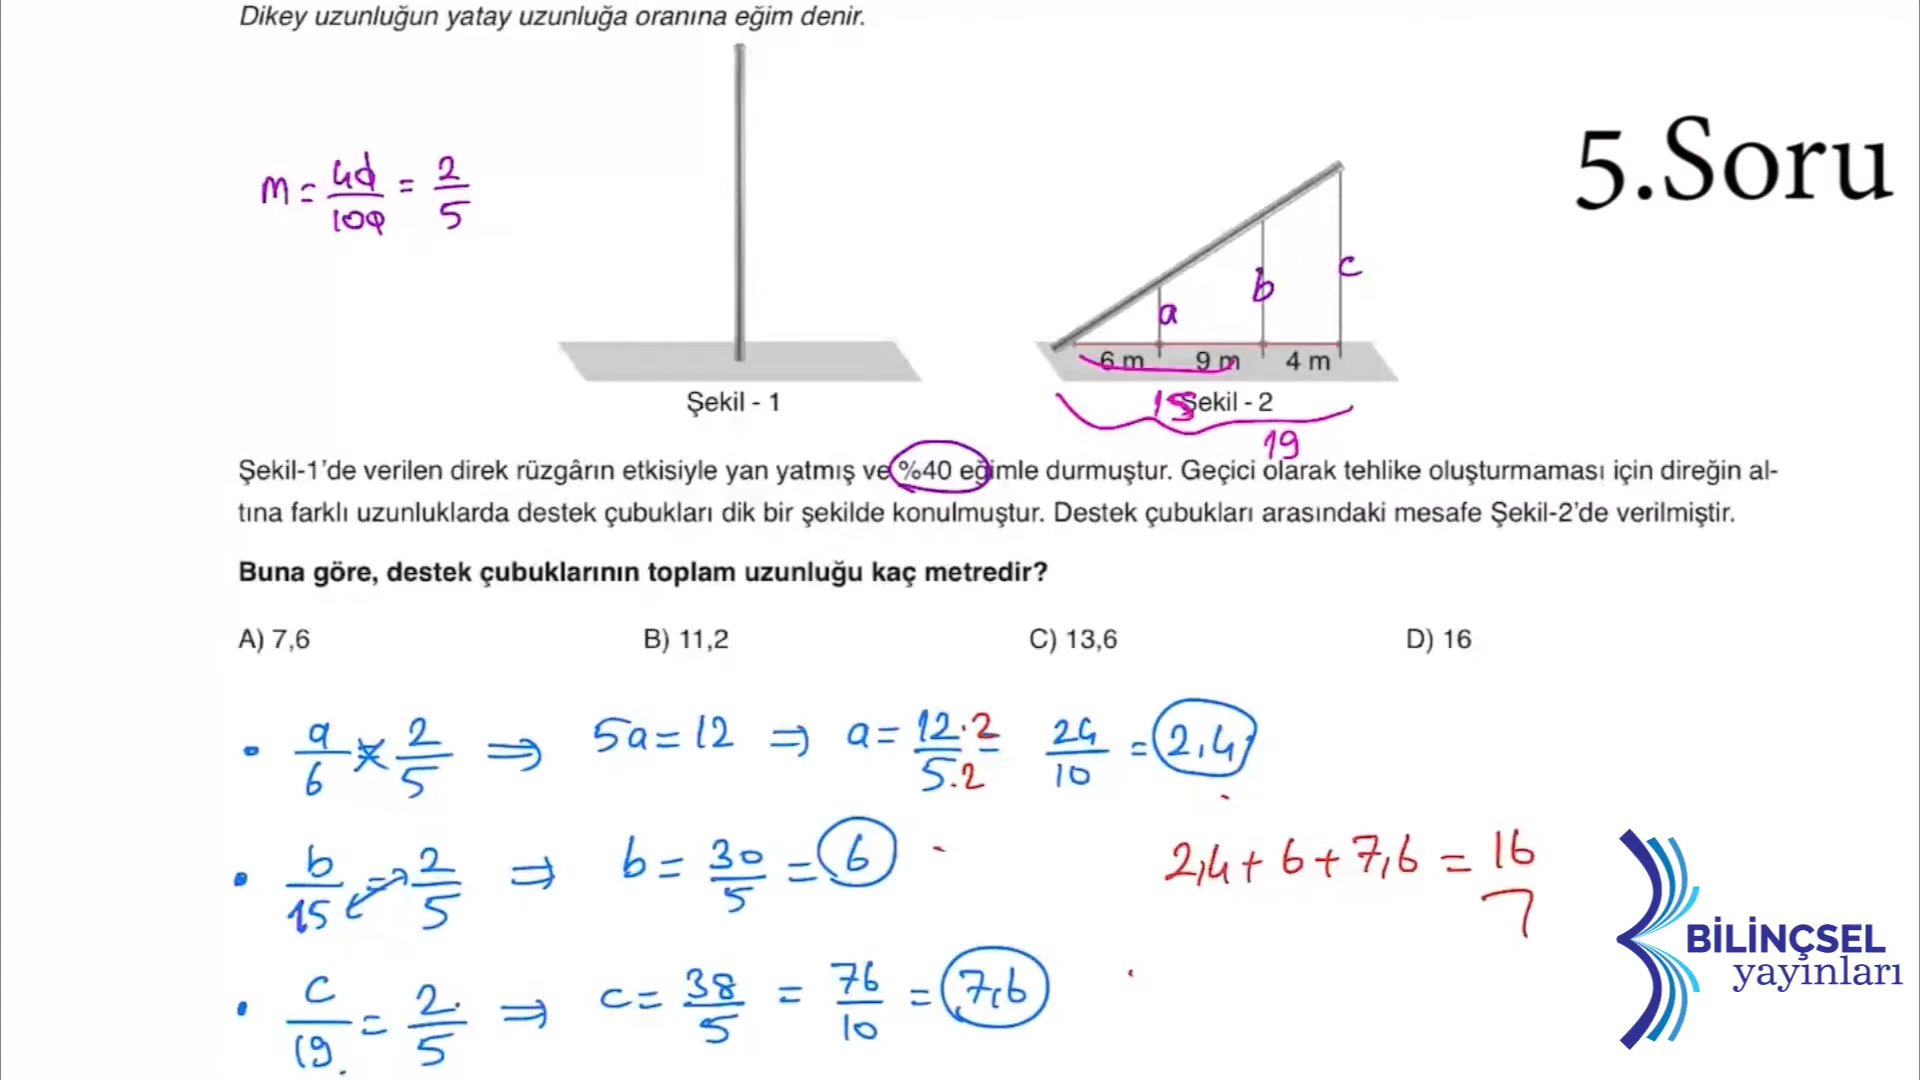 Dikey uzunluğun yatay uzunluğa oranına eğim denir.
5.Soru
m = 40/100 = 2/5
a
b
c
6 m 9 m 4 m
Şekil - 1
15
Şekil - 2
19
Şekil-1'de verilen direk rüzgârın etkisiyle yan yatmış ve %40 eğimle durmuştur. Geçici olarak tehlike oluşturmaması için direğin al-
tına farklı uzunluklarda destek çubukları dik bir şekilde konulmuştur. Destek çubukları arasındaki mesafe Şekil-2'de verilmiştir.
Buna göre, destek çubuklarının toplam uzunluğu kaç metredir?
A) 7,6 B) 11,2 C) 13,6 D) 16
• a/6 = 2/5 ⇒ 5a = 12 ⇒ a = 12·2/5·2 = 24/10 = 2,4
• b/15 = 2/5 ⇒ b = 30/5 = 6
2,4 + 6 + 7,6 = 16
• c/19 = 2/5 ⇒ c = 38/5 = 76/10 = 7,6
BİLİNÇSEL
yayınları